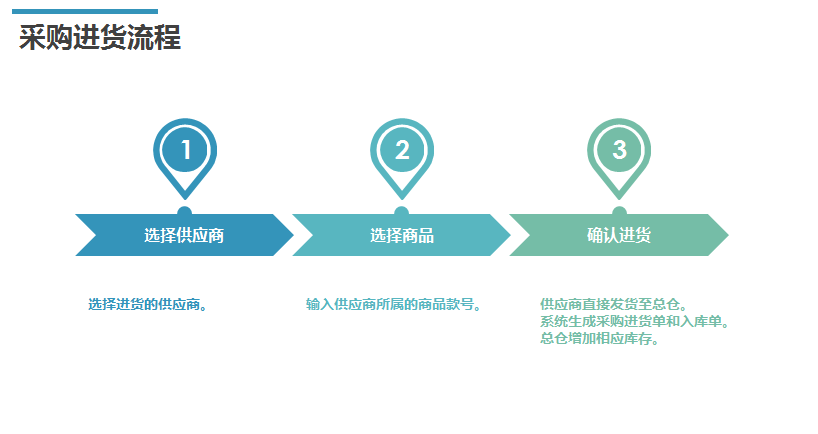 采购进货流程
1
2
3
选择供应商
选择商品
确认进货
选择进货的供应商。
输入供应商所属的商品款号。
供应商直接发货至总仓。
系统生成采购进货单和入库单。
总仓增加相应库存。